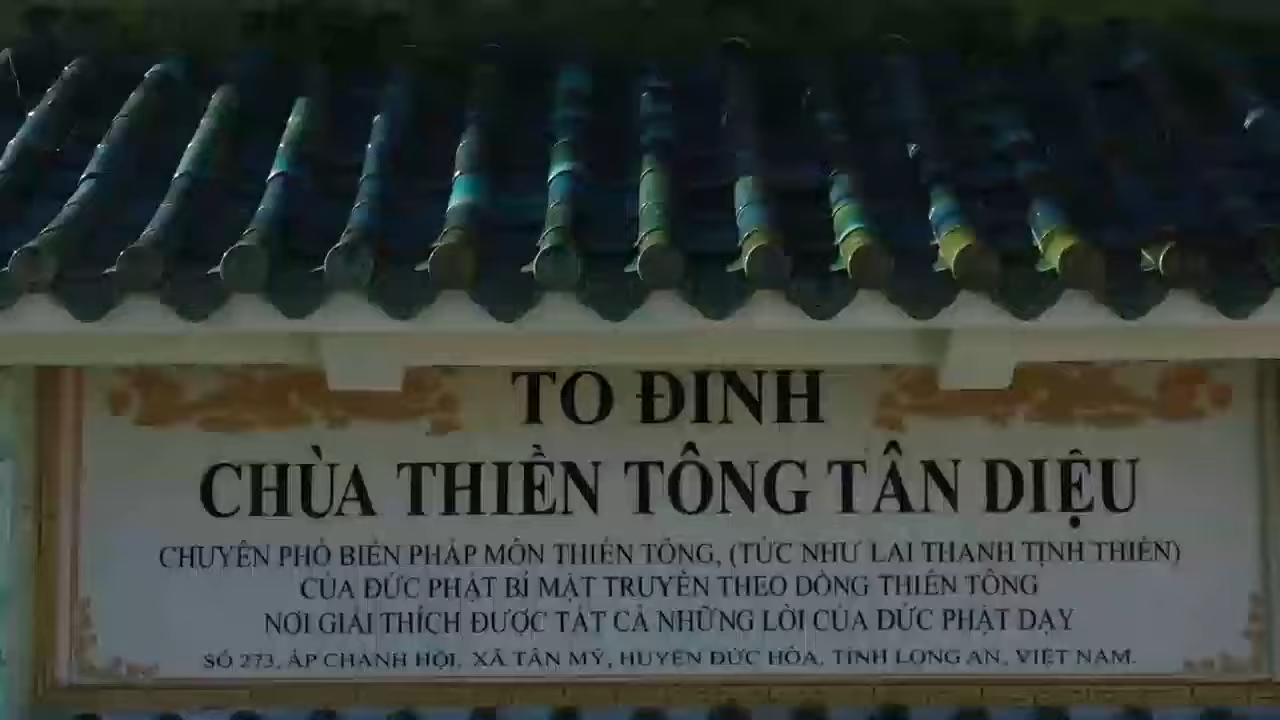 TỔ ĐÌNH
CHÙA THIỀN TÔNG TÂN DIỆU
CHUYÊN PHỔ BIẾN PHÁP MÔN THIỀN TÔNG, (TỨC NHƯ LAI THANH TỊNH THIỀN)
CỦA ĐỨC PHẬT BÍ MẬT TRUYỀN THEO DÒNG THIỀN TÔNG
NƠI GIẢI THÍCH ĐƯỢC TẤT CẢ NHỮNG LỜI CỦA ĐỨC PHẬT DẠY
SỐ 273, ẤP CHÁNH HỘI, XÃ TÂN MỸ, HUYỆN ĐỨC HÒA, TỈNH LONG AN, VIỆT NAM.